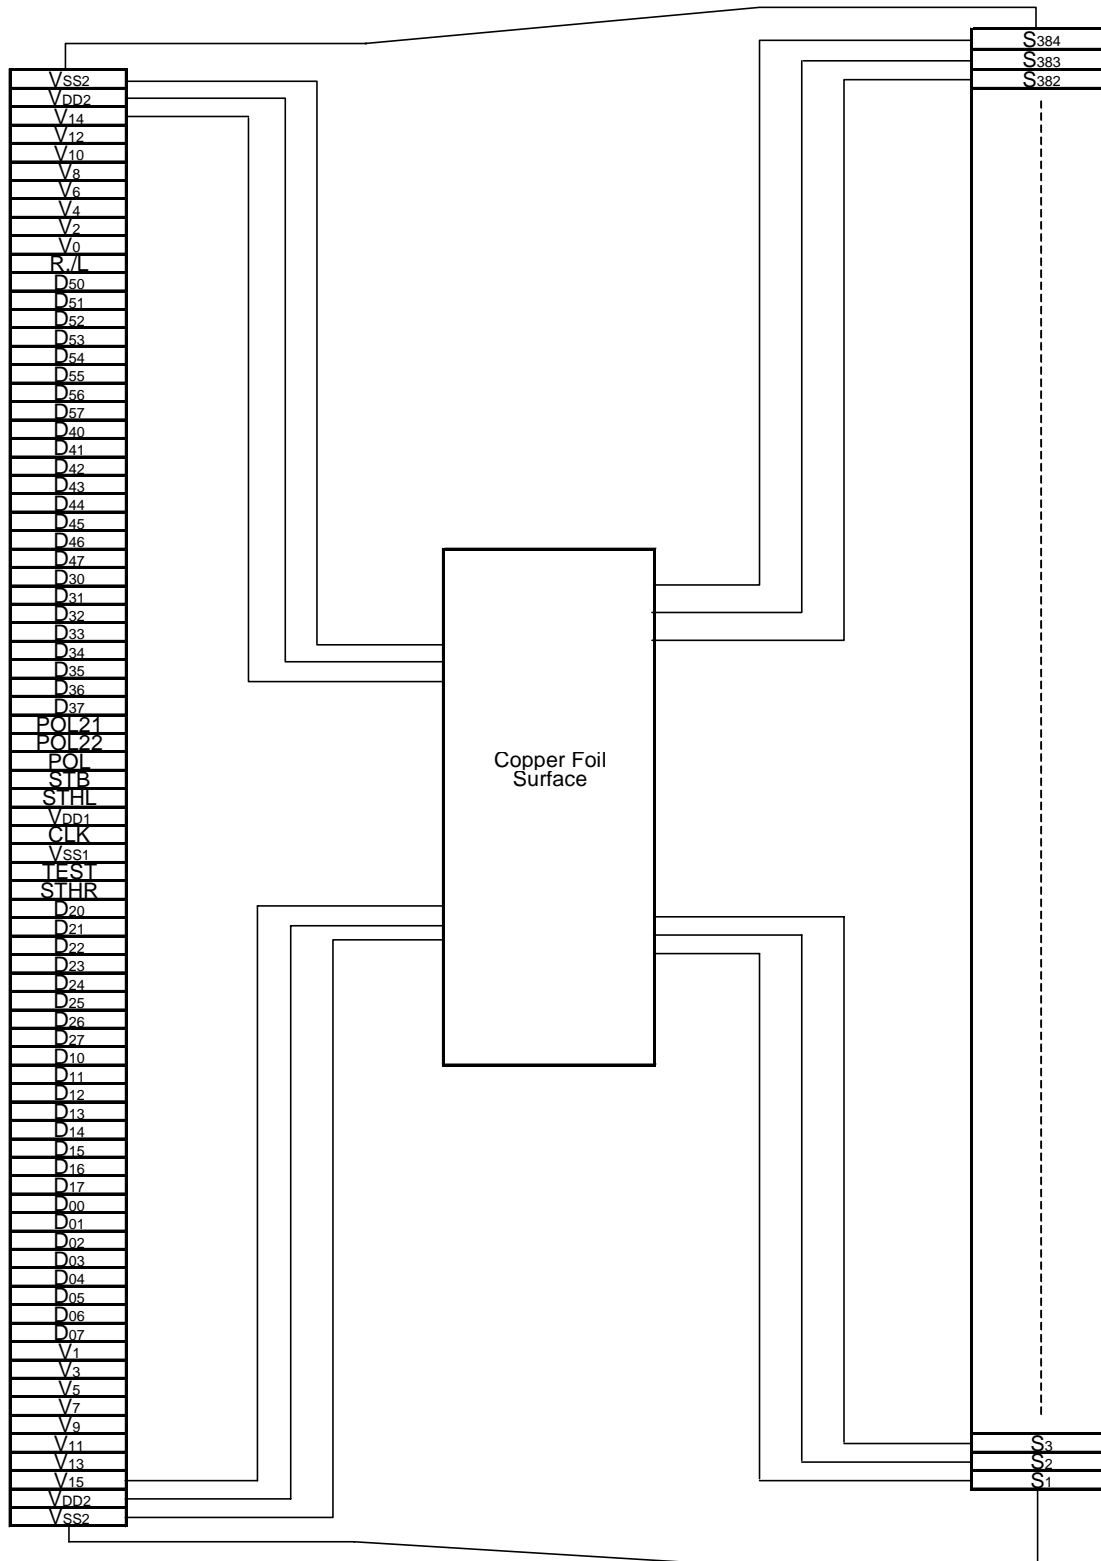 VSS2
VDD2
V14
V12
V10
V8
V6
V4
V2
V0
R./L
D50
D51
D52
D53
D54
D55
D56
D57
D40
D41
D42
D43
D44
D45
D46
D47
D30
D31
D32
D33
D34
D35
D36
D37
POL21
POL22
POL
STB
STHL
VDD1
CLK
VSS1
TEST
STHR
D20
D21
D22
D23
D24
D25
D26
D27
D10
D11
D12
D13
D14
D15
D16
D17
D00
D01
D02
D03
D04
D05
D06
D07
V1
V3
V5
V7
V9
V11
V13
V15
VDD2
VSS2
Copper Foil
Surface
S384
S383
S382
S3
S2
S1